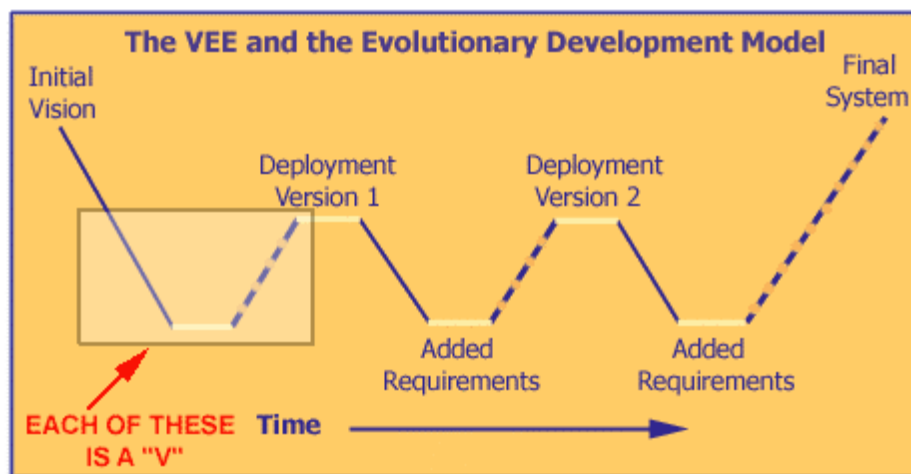 The VEE and the Evolutionary Development Model
Initial
Vision
Final
System
Deployment
Version 1
Deployment
Version 2
Added
Requirements
Added
Requirements
EACH OF THESE
IS A "V"
Time